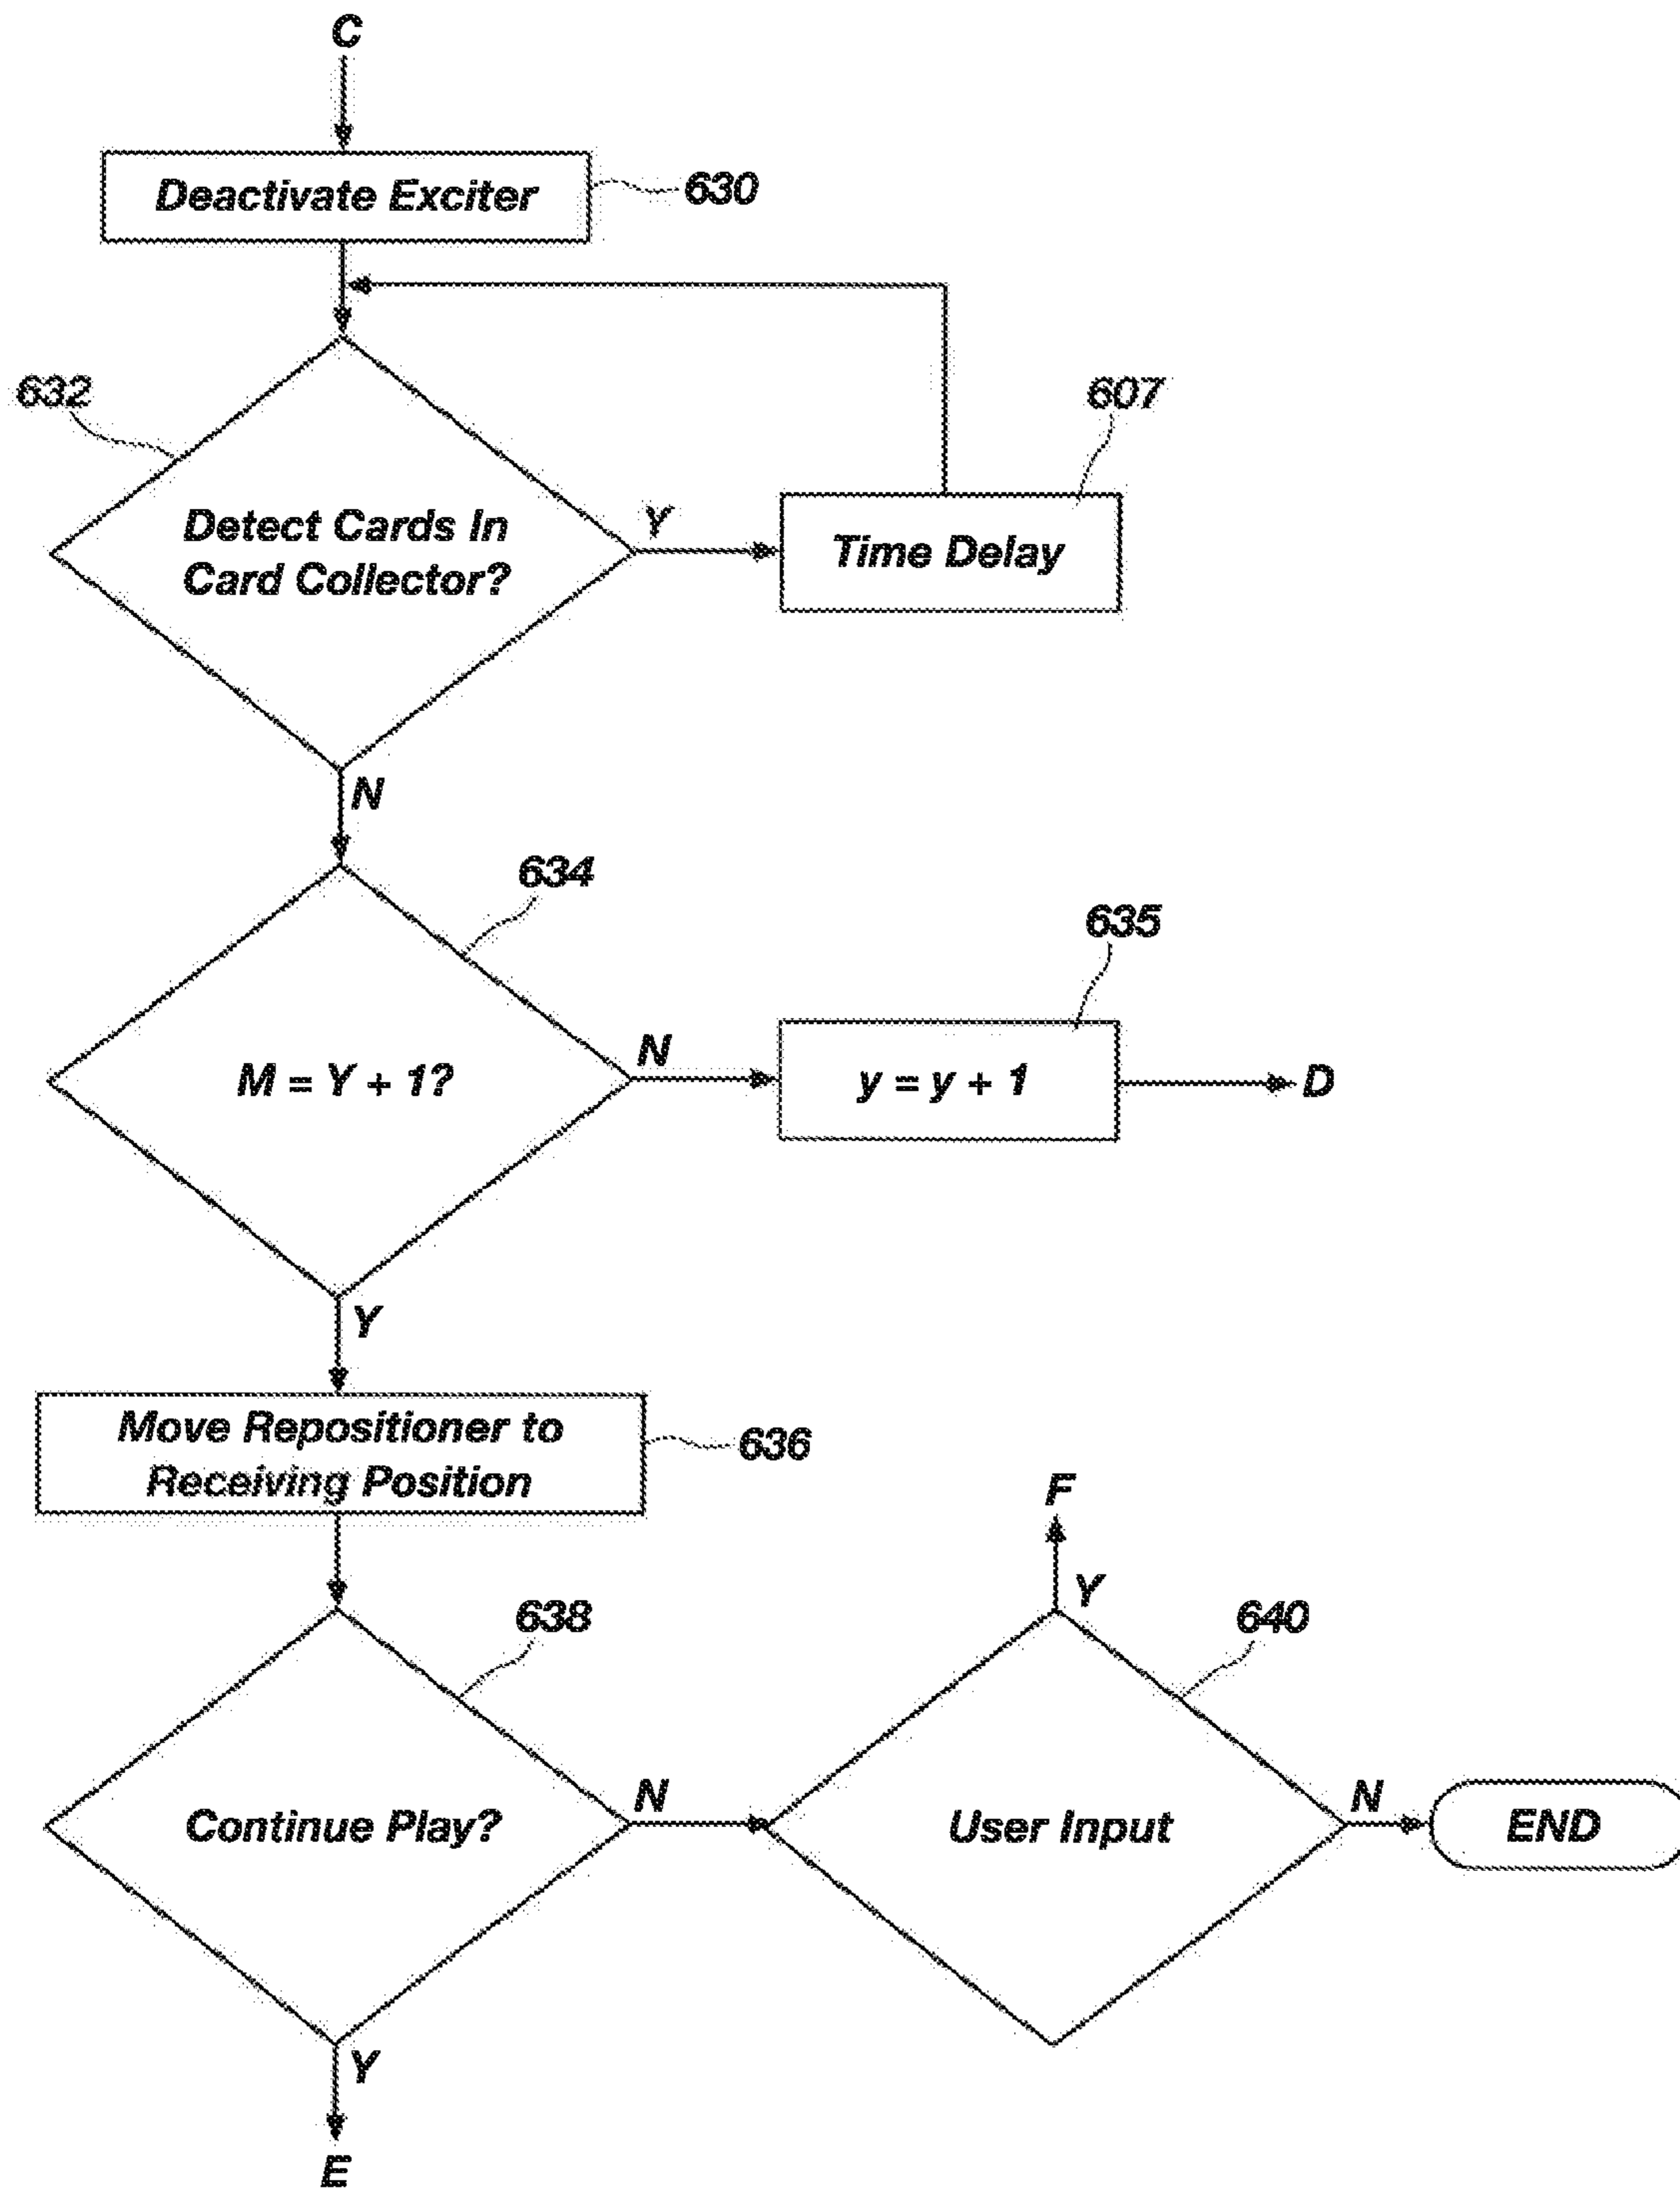 C
Deactivate Exciter
630
632
607
Detect Cards In
Card Collector?
Y
Time Delay
N
634
635
M = Y + 1?
N
y = y + 1
D
Y
Move Repositioner to
Receiving Position
636
F
Y
638
640
Continue Play?
N
User Input
N
END
Y
E